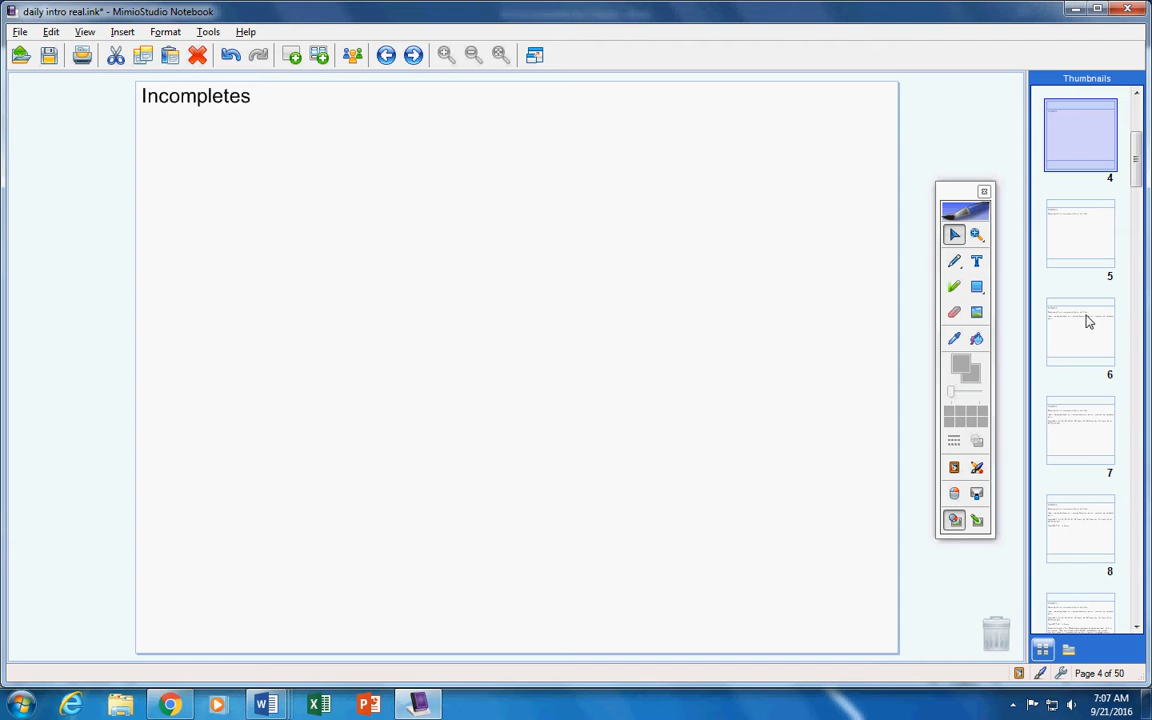 daily intro real.ink* - MimioStudio Notebook
File Edit View Insert Format Tools Help
Thumbnails
Incompletes
4
5
6
7
8
Page 4 of 50
7:07 AM
9/21/2016